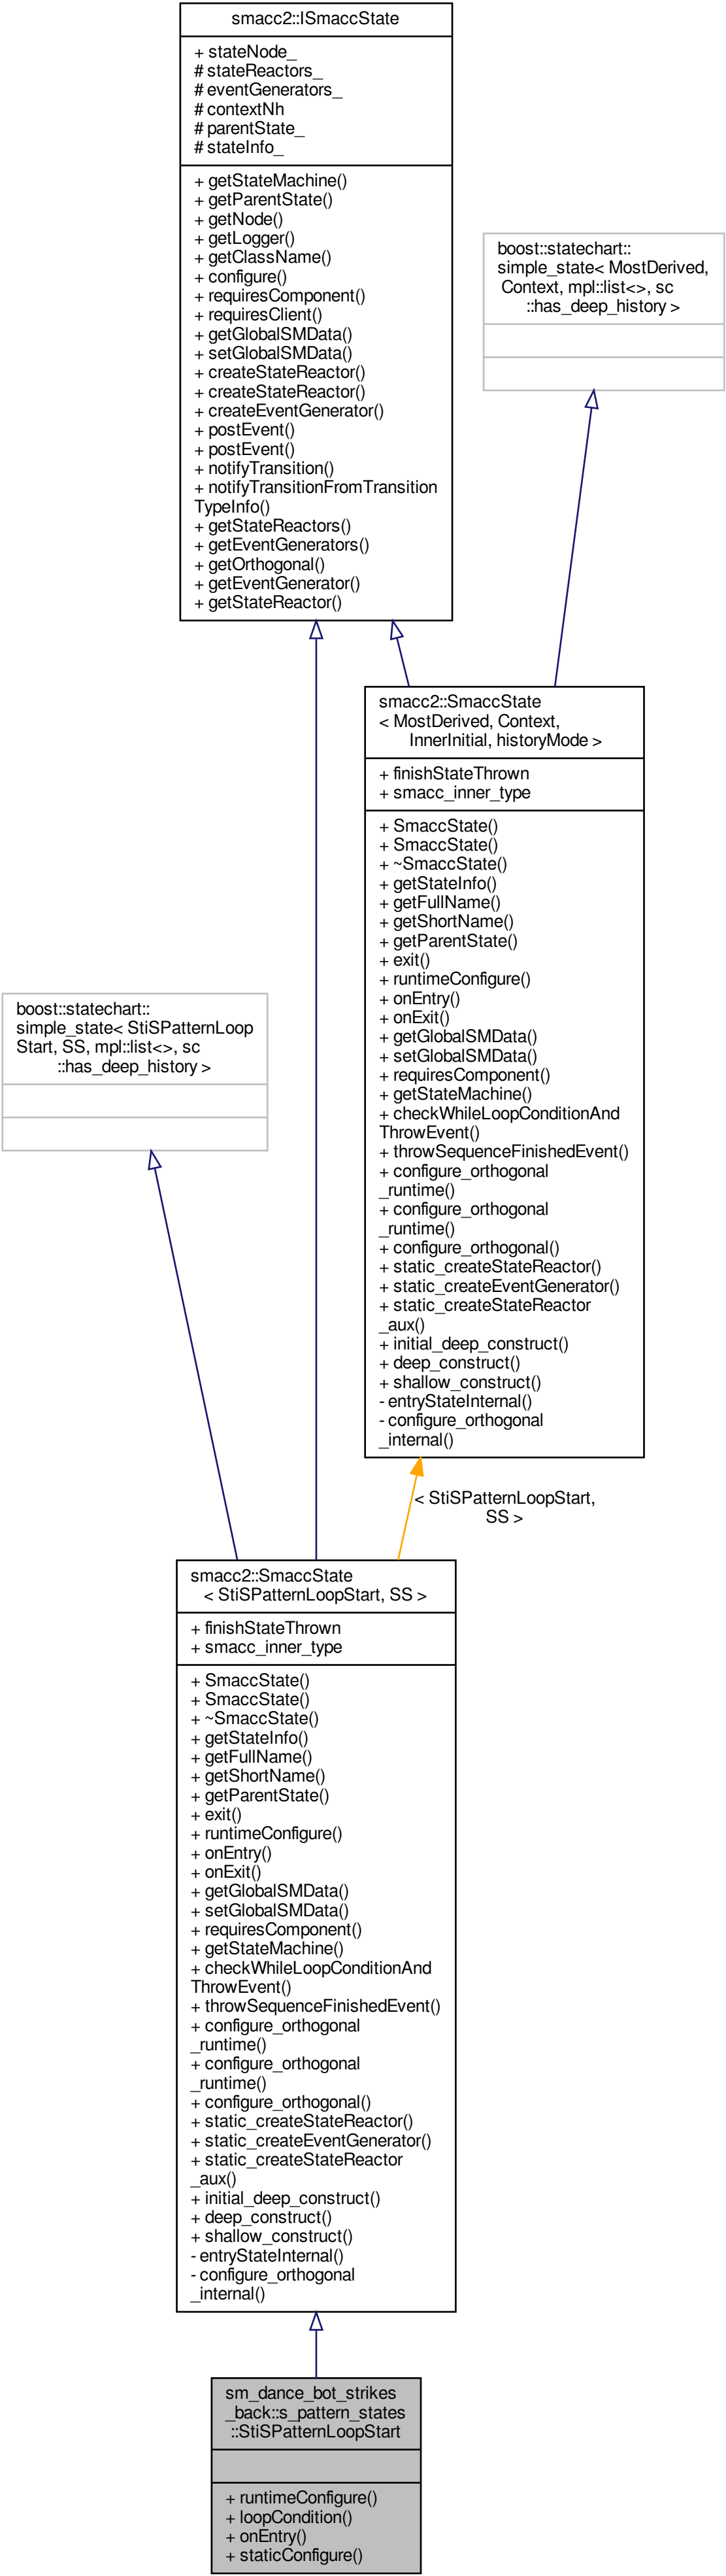 smacc2::ISmaccState
+ stateNode_
# stateReactors_
# eventGenerators_
# contextNh
# parentState_
# stateInfo_
+ getStateMachine()
+ getParentState()
+ getNode()
+ getLogger()
+ getClassName()
+ configure()
+ requiresComponent()
+ requiresClient()
+ getGlobalSMData()
+ setGlobalSMData()
+ createStateReactor()
+ createStateReactor()
+ createEventGenerator()
+ postEvent()
+ postEvent()
+ notifyTransition()
+ notifyTransitionFromTransition
TypeInfo()
+ getStateReactors()
+ getEventGenerators()
+ getOrthogonal()
+ getEventGenerator()
+ getStateReactor()
boost::statechart::
simple_state< MostDerived,
Context, mpl::list<>, sc
::has_deep_history >
smacc2::SmaccState
< MostDerived, Context,
InnerInitial, historyMode >
+ finishStateThrown
+ smacc_inner_type
+ SmaccState()
+ SmaccState()
+ ~SmaccState()
+ getStateInfo()
+ getFullName()
+ getShortName()
+ getParentState()
+ exit()
+ runtimeConfigure()
+ onEntry()
+ onExit()
+ getGlobalSMData()
+ setGlobalSMData()
+ requiresComponent()
+ getStateMachine()
+ checkWhileLoopConditionAnd
ThrowEvent()
+ throwSequenceFinishedEvent()
+ configure_orthogonal
_runtime()
+ configure_orthogonal
_runtime()
+ configure_orthogonal()
+ static_createStateReactor()
+ static_createEventGenerator()
+ static_createStateReactor
_aux()
+ initial_deep_construct()
+ deep_construct()
+ shallow_construct()
- entryStateInternal()
- configure_orthogonal
_internal()
boost::statechart::
simple_state< StiSPatternLoop
Start, SS, mpl::list<>, sc
::has_deep_history >
< StiSPatternLoopStart,
SS >
smacc2::SmaccState
< StiSPatternLoopStart, SS >
+ finishStateThrown
+ smacc_inner_type
+ SmaccState()
+ SmaccState()
+ ~SmaccState()
+ getStateInfo()
+ getFullName()
+ getShortName()
+ getParentState()
+ exit()
+ runtimeConfigure()
+ onEntry()
+ onExit()
+ getGlobalSMData()
+ setGlobalSMData()
+ requiresComponent()
+ getStateMachine()
+ checkWhileLoopConditionAnd
ThrowEvent()
+ throwSequenceFinishedEvent()
+ configure_orthogonal
_runtime()
+ configure_orthogonal
_runtime()
+ configure_orthogonal()
+ static_createStateReactor()
+ static_createEventGenerator()
+ static_createStateReactor
_aux()
+ initial_deep_construct()
+ deep_construct()
+ shallow_construct()
- entryStateInternal()
- configure_orthogonal
_internal()
sm_dance_bot_strikes
_back::s_pattern_states
::StiSPatternLoopStart
+ runtimeConfigure()
+ loopCondition()
+ onEntry()
+ staticConfigure()